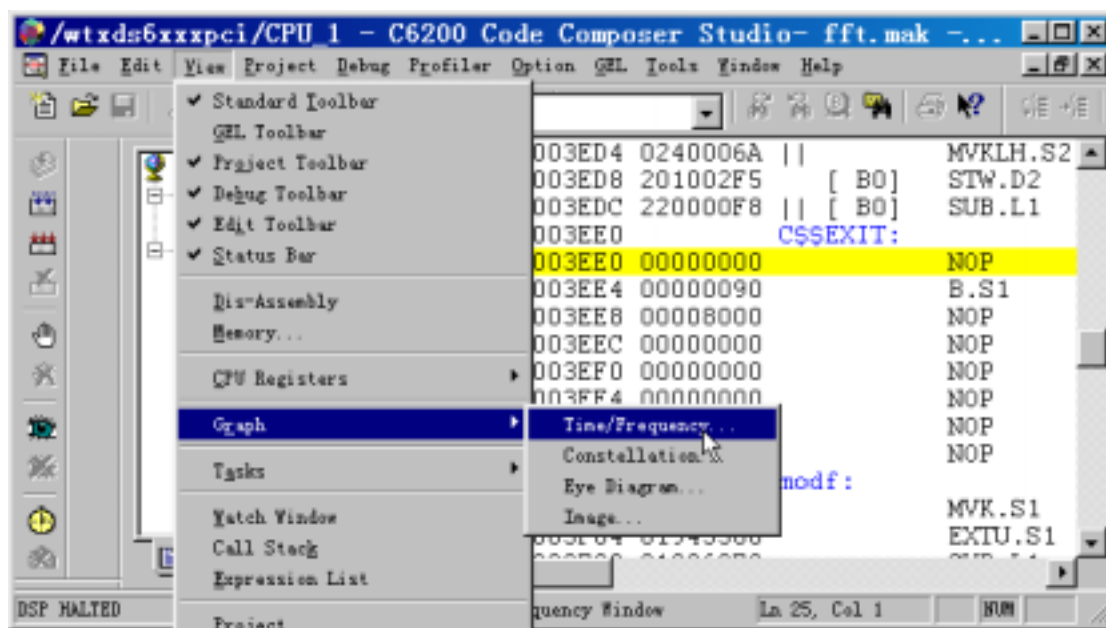 /wtxds6xxxpci/CPU_1 - C6200 Code Composer Studio- fft.mak -...
File Edit View Project Debug Profiler Option GEL Tools Window Help
Standard Toolbar
GEL Toolbar
Project Toolbar
Debug Toolbar
Edit Toolbar
Status Bar
Dis-Assembly
Memory...
CPU Registers
Graph
Tasks
Watch Window
Call Stack
Expression List
Project
Time/Frequency...
Constellation...
Eye Diagram...
Image...
003ED4 0240006A || MVKLH.S2
003ED8 201002F5 [ B0] STW.D2
003EDC 220000F8 || [ B0] SUB.L1
003EE0 C$$EXIT:
003EE0 00000000 NOP
003EE4 00000090 B.S1
003EE8 00008000 NOP
003EEC 00000000 NOP
003EF0 00000000 NOP
003EF4 00000000 NOP
NOP
NOP
modf:
MVK.S1
EXTU.S1
DSP HALTED
quency Window
Ln 25, Col 1
NUM